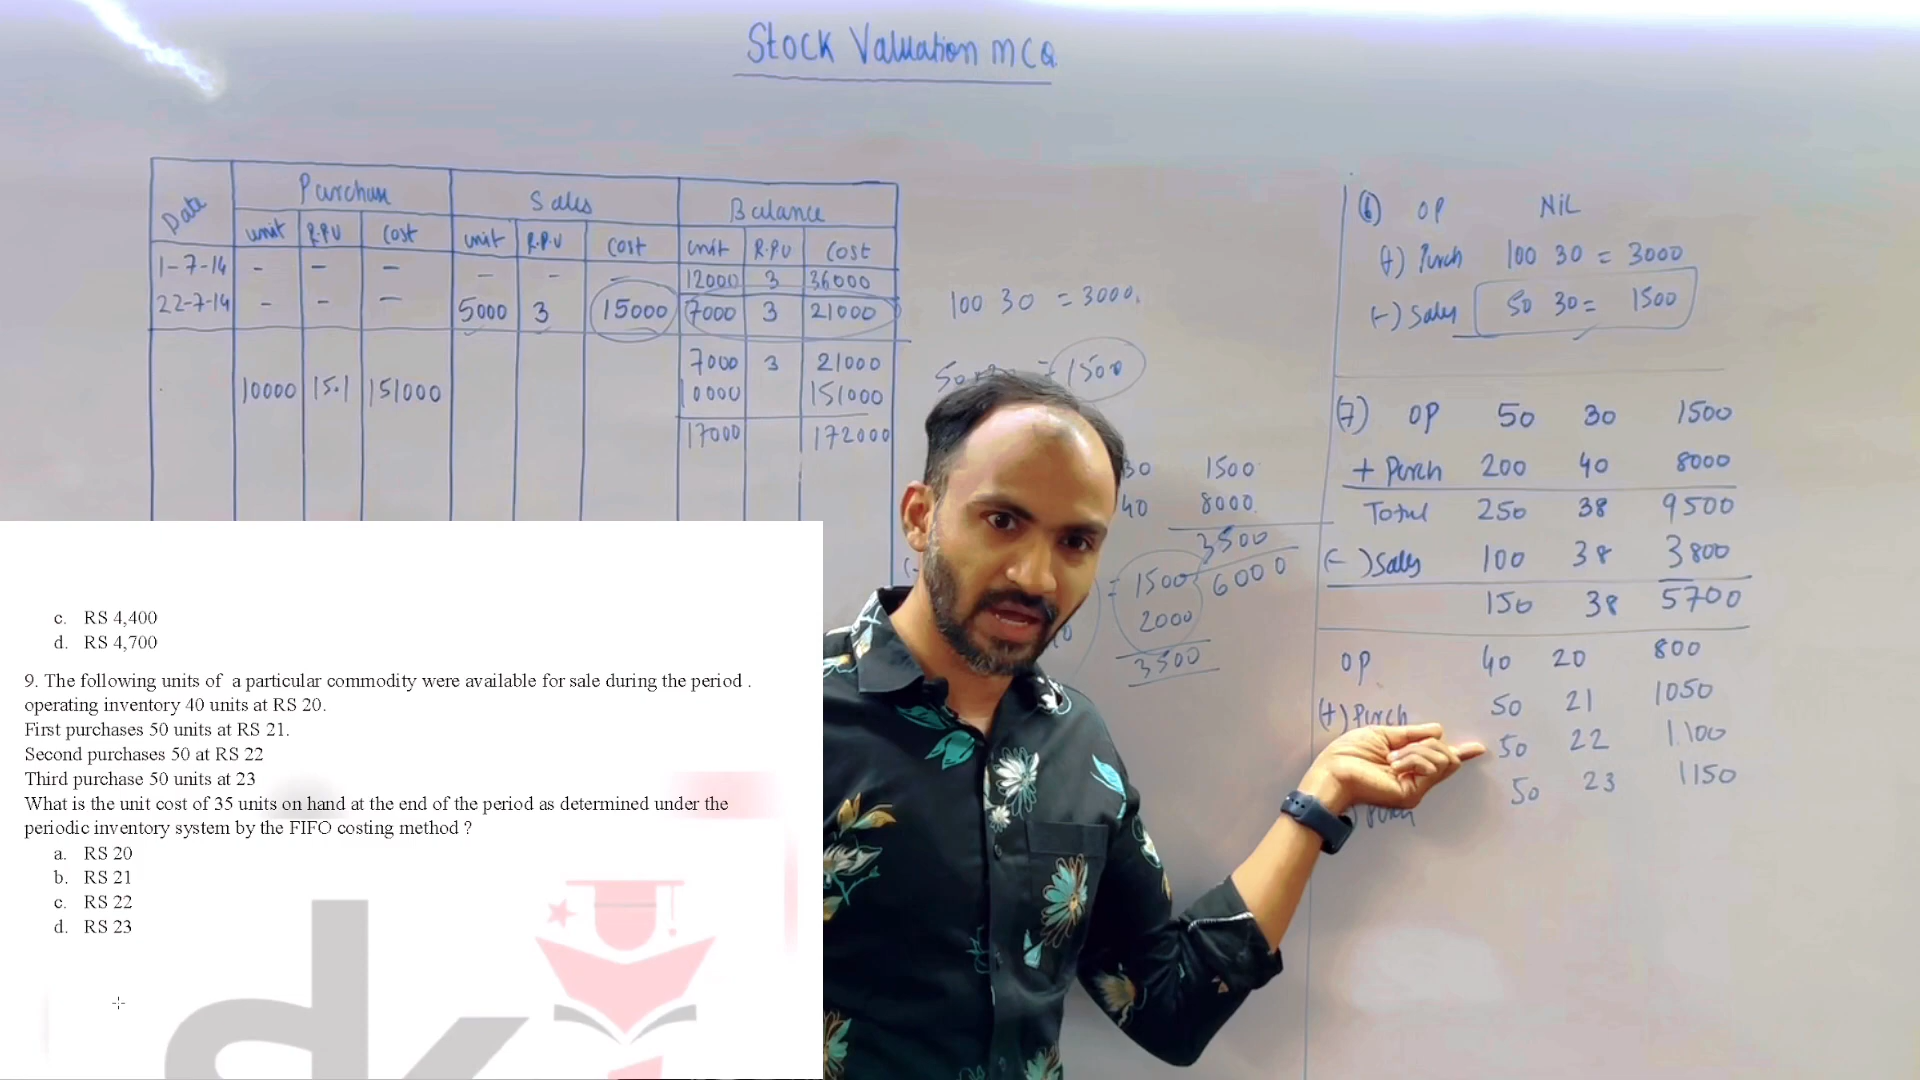 Stock Valuation MCQ
Date Purchase Sales Balance
unit R.P.U Cost unit R.P.U Cost unit R.P.U Cost
1-7-14 - - - - - - 12000 3 36000
22-7-14 - - - 5000 3 15000 7000 3 21000
7000 3 21000
10000 15.1 151000 10000 151000
17000 172000
100 30 = 3000
= 1500
30 1500
40 8000
3500
= 1500 6000
2000
3500
(6) OP NIL
(+) Purch 100 30 = 3000
(-) Sales 50 30 = 1500
(7) OP 50 30 1500
+ Purch 200 40 8000
Total 250 38 9500
(-) Sales 100 38 3800
150 38 5700
OP 40 20 800
(+) Purch 50 21 1050
50 22 1100
50 23 1150
c. RS 4,400
d. RS 4,700
9. The following units of a particular commodity were available for sale during the period .
operating inventory 40 units at RS 20.
First purchases 50 units at RS 21.
Second purchases 50 at RS 22
Third purchase 50 units at 23
What is the unit cost of 35 units on hand at the end of the period as determined under the
periodic inventory system by the FIFO costing method ?
a. RS 20
b. RS 21
c. RS 22
d. RS 23